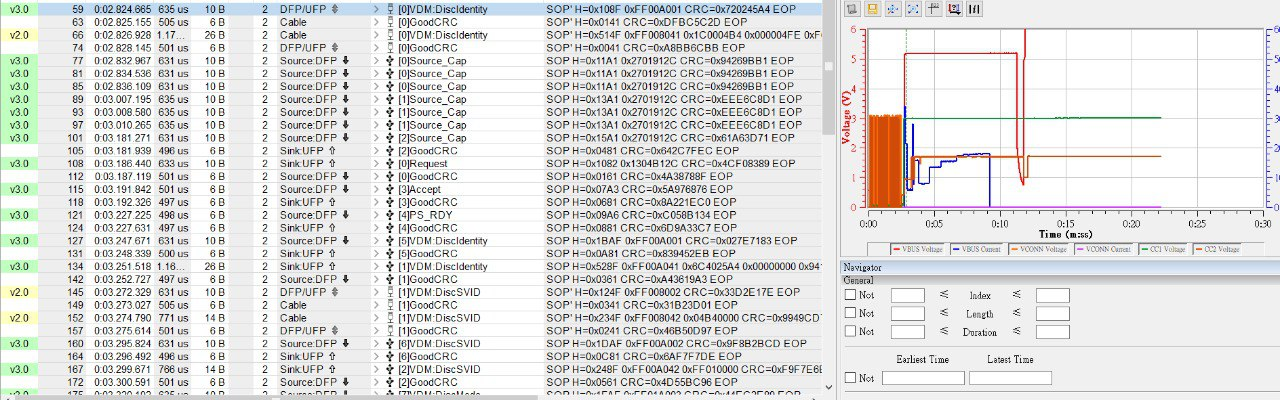 v3.0 59 0:02.824.665 635 us 10 B 2 DFP/UFP [0]VDM:DiscIdentity SOP' H=0x108F 0xFF00A001 CRC=0x720245A4 EOP
63 0:02.825.809 501 us 6 B 2 Cable [0]GoodCRC SOP' H=0x0141 CRC=0xDFBC5C2D EOP
v2.0 66 0:02.826.928 1.17... 26 B 2 Cable [0]VDM:DiscIdentity SOP' H=0x514F 0xFF008041 0x1C0004B4 0x000004FE 0xF
74 0:02.828.145 501 us 6 B 2 DFP/UFP [0]GoodCRC SOP' H=0x0041 CRC=0xA8BB6CBB EOP
v3.0 77 0:02.832.967 631 us 10 B 2 Source:DFP [0]Source_Cap SOP H=0x11A1 0x2701912C CRC=0x94269BB1 EOP
v3.0 81 0:02.834.536 631 us 10 B 2 Source:DFP [0]Source_Cap SOP H=0x11A1 0x2701912C CRC=0x94269BB1 EOP
v3.0 85 0:02.836.109 631 us 10 B 2 Source:DFP [0]Source_Cap SOP H=0x11A1 0x2701912C CRC=0x94269BB1 EOP
v3.0 89 0:03.007.195 635 us 10 B 2 Source:DFP [1]Source_Cap SOP H=0x13A1 0x2701912C CRC=0xEEE6C8D1 EOP
v3.0 93 0:03.008.580 635 us 10 B 2 Source:DFP [1]Source_Cap SOP H=0x13A1 0x2701912C CRC=0xEEE6C8D1 EOP
v3.0 97 0:03.010.265 635 us 10 B 2 Source:DFP [1]Source_Cap SOP H=0x13A1 0x2701912C CRC=0xEEE6C8D1 EOP
v3.0 101 0:03.181.271 631 us 10 B 2 Source:DFP [2]Source_Cap SOP H=0x15A1 0x2701912C CRC=0x61A63D71 EOP
105 0:03.181.939 496 us 6 B 2 Sink:UFP [2]GoodCRC SOP H=0x0481 CRC=0x642C7FEC EOP
v3.0 108 0:03.186.440 633 us 10 B 2 Sink:UFP [0]Request SOP H=0x1082 0x1304B12C CRC=0x4CF08389 EOP
112 0:03.187.119 501 us 6 B 2 Source:DFP [0]GoodCRC SOP H=0x0161 CRC=0x4A38788F EOP
v3.0 115 0:03.191.842 501 us 6 B 2 Source:DFP [3]Accept SOP H=0x07A3 CRC=0x5A976876 EOP
118 0:03.192.326 497 us 6 B 2 Sink:UFP [3]GoodCRC SOP H=0x0681 CRC=0x8A221EC0 EOP
v3.0 121 0:03.227.225 498 us 6 B 2 Source:DFP [4]PS_RDY SOP H=0x09A6 CRC=0xC058B134 EOP
124 0:03.227.631 497 us 6 B 2 Sink:UFP [4]GoodCRC SOP H=0x0881 CRC=0x6D9A33C7 EOP
v3.0 127 0:03.247.671 631 us 10 B 2 Source:DFP [5]VDM:DiscIdentity SOP H=0x1BAF 0xFF00A001 CRC=0x027E7183 EOP
131 0:03.248.339 500 us 6 B 2 Sink:UFP [5]GoodCRC SOP H=0x0A81 CRC=0x839452EB EOP
v3.0 134 0:03.251.518 1.16... 26 B 2 Sink:UFP [1]VDM:DiscIdentity SOP H=0x528F 0xFF00A041 0x6C4025A4 0x00000000 0x941
142 0:03.252.727 497 us 6 B 2 Source:DFP [1]GoodCRC SOP H=0x0361 CRC=0xA43619A3 EOP
v2.0 145 0:03.272.339 631 us 10 B 2 DFP/UFP [1]VDM:DiscSVID SOP' H=0x124F 0xFF008002 CRC=0x33D2E17E EOP
149 0:03.273.027 505 us 6 B 2 Cable [1]GoodCRC SOP' H=0x0341 CRC=0x31B23D01 EOP
v2.0 152 0:03.274.790 771 us 14 B 2 Cable [1]VDM:DiscSVID SOP' H=0x234F 0xFF008042 0x04B40000 CRC=0x9949CD
157 0:03.275.614 501 us 6 B 2 DFP/UFP [1]GoodCRC SOP' H=0x0241 CRC=0x46B50D97 EOP
v3.0 160 0:03.295.824 631 us 10 B 2 Source:DFP [6]VDM:DiscSVID SOP H=0x1DAF 0xFF00A002 CRC=0x9F8B2BCD EOP
164 0:03.296.492 496 us 6 B 2 Sink:UFP [6]GoodCRC SOP H=0x0C81 CRC=0x6AF7F7DE EOP
v3.0 167 0:03.299.671 766 us 14 B 2 Sink:UFP [2]VDM:DiscSVID SOP H=0x248F 0xFF00A042 0xFF010000 CRC=0xF9F7E6
172 0:03.300.591 501 us 6 B 2 Source:DFP [2]GoodCRC SOP H=0x0561 CRC=0x4D55BC96 EOP
6
5
4
3
2
1
0
Voltage (V)
60
50
40
30
20
10
0
0:00 0:05 0:10 0:15 0:20 0:25 0:30
Time (m:ss)
VBUS Voltage VBUS Current VCONN Voltage VCONN Current CC1 Voltage CC2 Voltage
Navigator
General
Not ≤ Index ≤
Not ≤ Length ≤
Not ≤ Duration ≤
Earliest Time Latest Time
Not